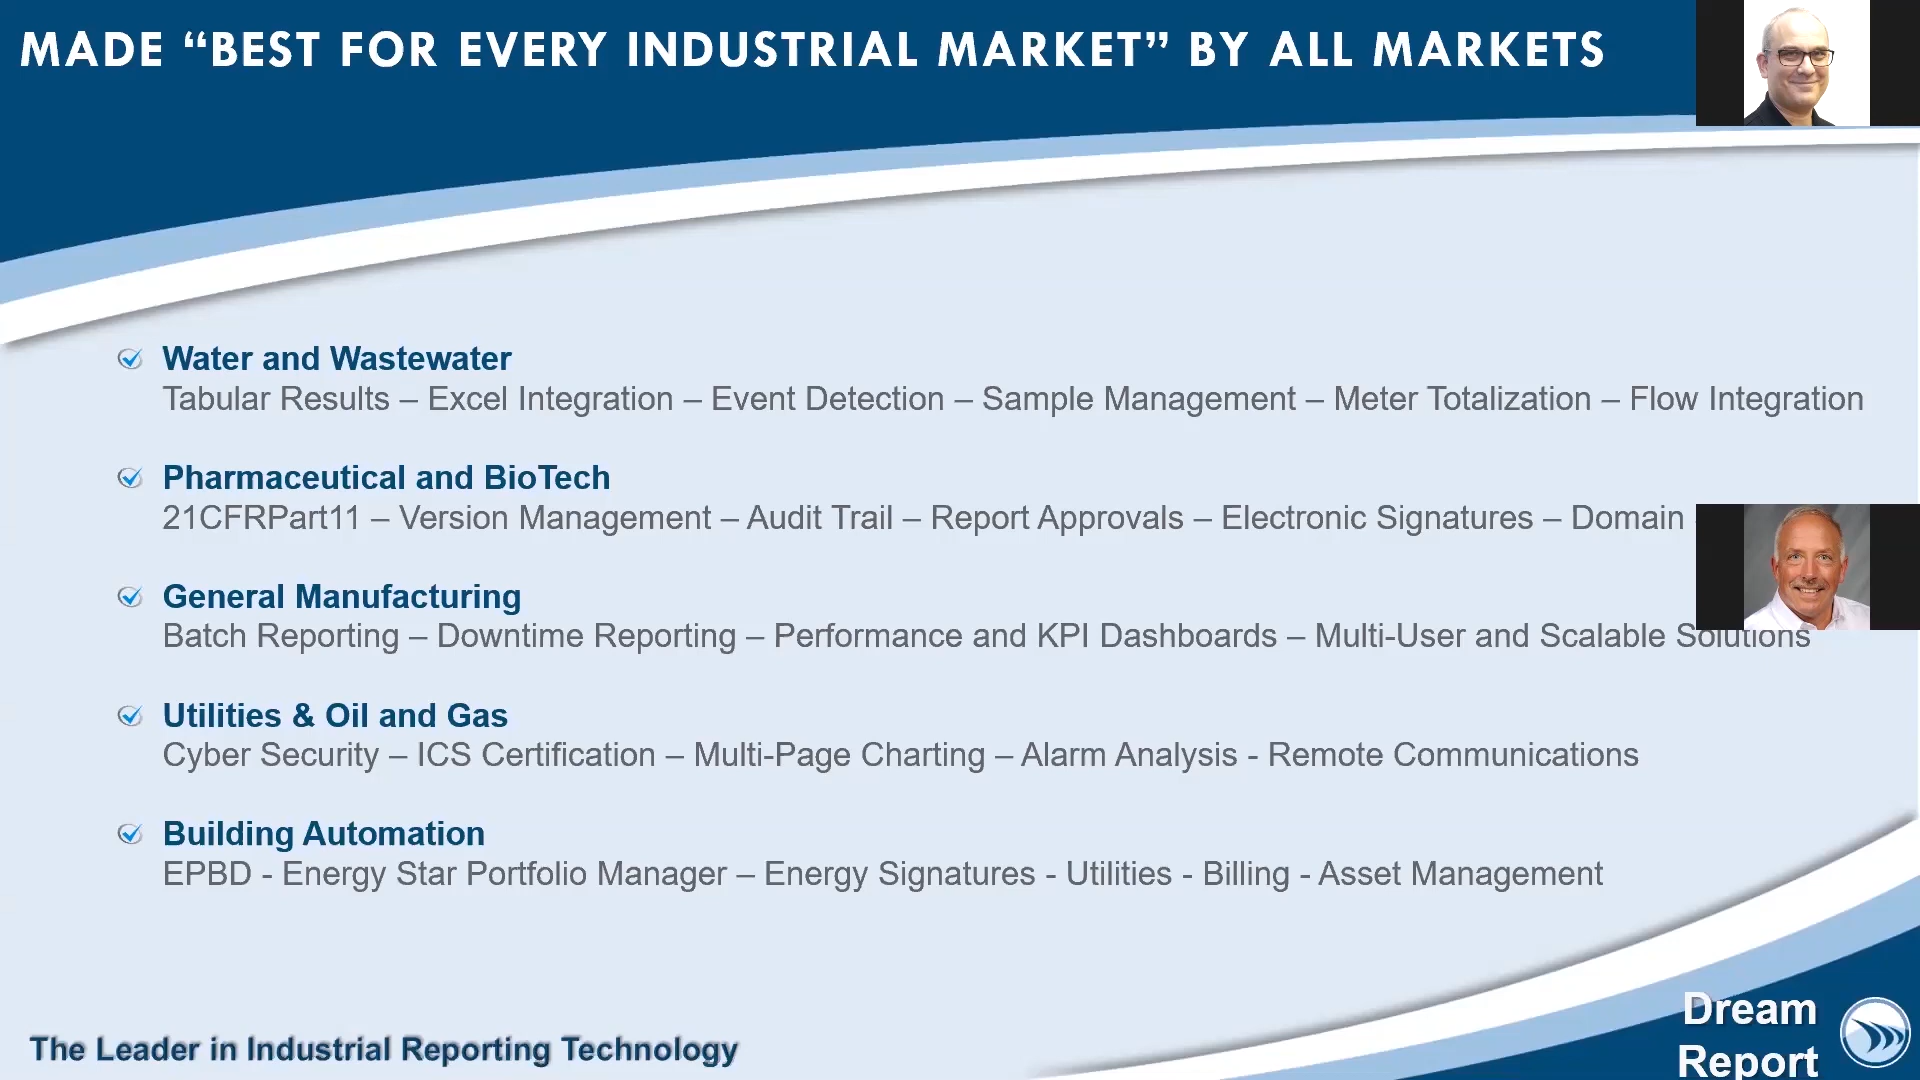 MADE “BEST FOR EVERY INDUSTRIAL MARKET” BY ALL MARKETS
Water and Wastewater
Tabular Results – Excel Integration – Event Detection – Sample Management – Meter Totalization – Flow Integration
Pharmaceutical and BioTech
21CFRPart11 – Version Management – Audit Trail – Report Approvals – Electronic Signatures – Domain
General Manufacturing
Batch Reporting – Downtime Reporting – Performance and KPI Dashboards – Multi-User and Scalable Solutions
Utilities & Oil and Gas
Cyber Security – ICS Certification – Multi-Page Charting – Alarm Analysis - Remote Communications
Building Automation
EPBD - Energy Star Portfolio Manager – Energy Signatures - Utilities - Billing - Asset Management
The Leader in Industrial Reporting Technology
Dream
Report